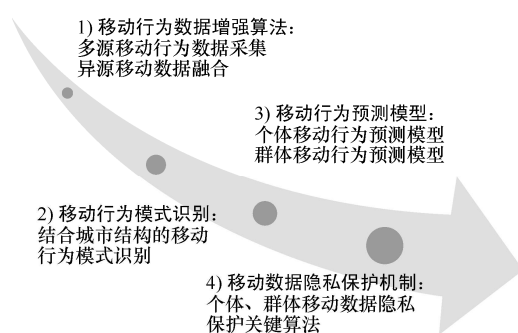 1) 移动行为数据增强算法：
多源移动行为数据采集
异源移动数据融合
2) 移动行为模式识别：
结合城市结构的移动
行为模式识别
3) 移动行为预测模型：
个体移动行为预测模型
群体移动行为预测模型
4) 移动数据隐私保护机制：
个体、群体移动数据隐私
保护关键算法